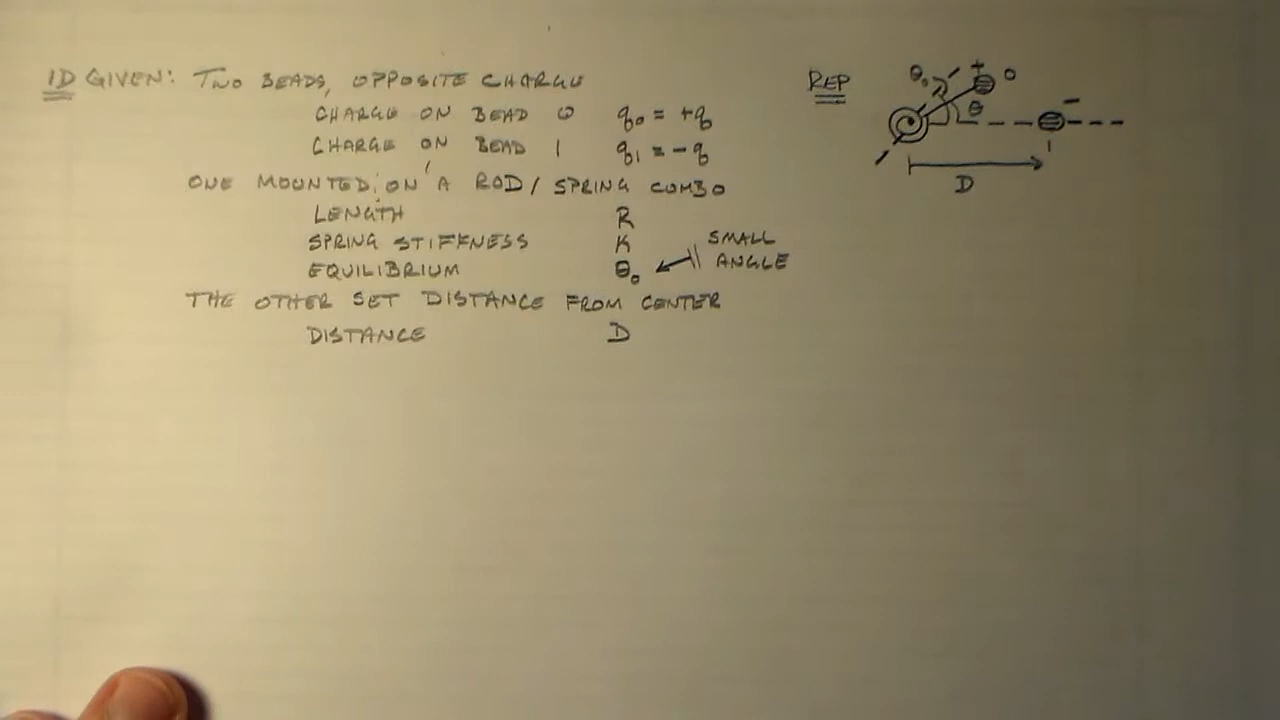 ID GIVEN: TWO BEADS, OPPOSITE CHARGE
CHARGE ON BEAD 0 q₀ = +q
CHARGE ON BEAD 1 q₁ = -q
ONE MOUNTED ON A ROD / SPRING COMBO
LENGTH R
SPRING STIFFNESS K
EQUILIBRIUM θ₀ SMALL ANGLE
THE OTHER SET DISTANCE FROM CENTER
DISTANCE D
REP
θ₀ + 0
θ
−
1
D